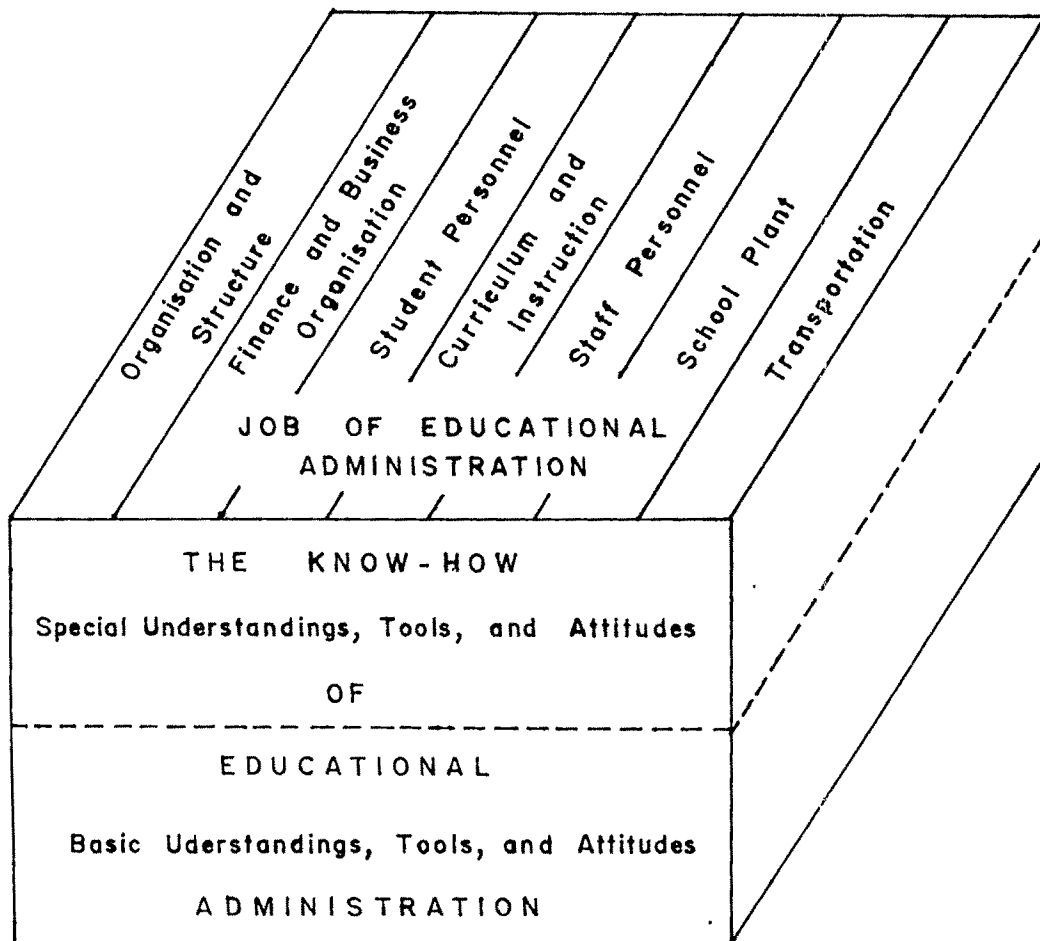 Organisation and
Structure
Finance and Business
Organisation
Student Personnel
Curriculum and
Instruction
Staff Personnel
School Plant
Transportation
JOB OF EDUCATIONAL
ADMINISTRATION
THE KNOW-HOW
Special Understandings, Tools, and Attitudes
OF
EDUCATIONAL
Basic Uderstandings, Tools, and Attitudes
ADMINISTRATION